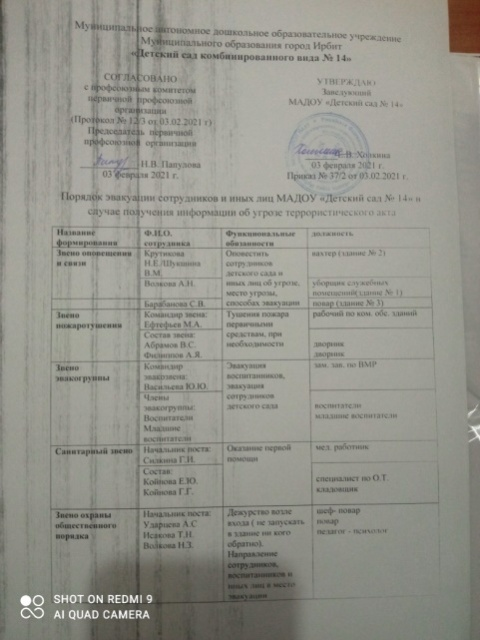 Муниципальное автономное дошкольное образовательное учреждение
Муниципального образования город Ирбит
«Детский сад комбинированного вида № 14»
СОГЛАСОВАНО
с профсоюзным комитетом
первичной профсоюзной
организации
(Протокол № 12/3 от 03.02.2021 г)
Председатель первичной
профсоюзной организации
Н.В. Папулова
03 февраля 2021 г.
УТВЕРЖДАЮ
Заведующий
МАДОУ «Детский сад № 14»
03 февраля 2021 г.
Приказ № 37/2 от 03.02.2021 г.
Порядок эвакуации сотрудников и иных лиц МАДОУ «Детский сад № 14» в
случае получения информации об угрозе террористического акта
Название формирования
Ф.И.О. сотрудника
Функциональные обязанности
должность
Звено оповещения
и связи
Крутикова
В.М.
Волкова А.Н.
Барабанова С.В.
Оповестить
сотрудников
детского сада и
иных лиц об угрозе,
место угрозы,
способах эвакуации
вахтер (здание № 2)
уборщик служебных
помещений(здание № 1)
повар (здание № 3)
Звено
пожаротушения
Командир звена:
Ефтефьев М.А.
Состав звена:
Абрамов В.С.
Филиппов А.Я.
Тушения пожара
первичными
средствам, при
необходимости
рабочий по ком. обс. зданий
дворник
дворник
Звено
эвакогруппы
Командир
эвакозвена:
Васильева Ю.Ю.
Члены
эвакогруппы:
Воспитатели
Младшие
воспитатели
Эвакуация
воспитанников,
эвакуация
сотрудников
детского сада
зам. зав. по ВМР
воспитатели
младшие воспитатели
Санитарный звено
Начальник поста:
Силкина Г.И.
Состав:
Койнова Е.Ю.
Койнова Г.Г.
Оказание первой
помощи
мед. работник
специалист по О.Т.
кладовщик
Звено охраны
общественного
порядка
Начальник поста:
Ударцева А.С
Исакова Т.Н.
Волкова Н.З.
Дежурство возле
входа ( не запускать
в здание ни кого
обратно).
Направление
сотрудников,
воспитанников и
иных лиц в место
эвакуации
шеф- повар
повар
педагог - психолог
SHOT ON REDMI 9
AI QUAD CAMERA